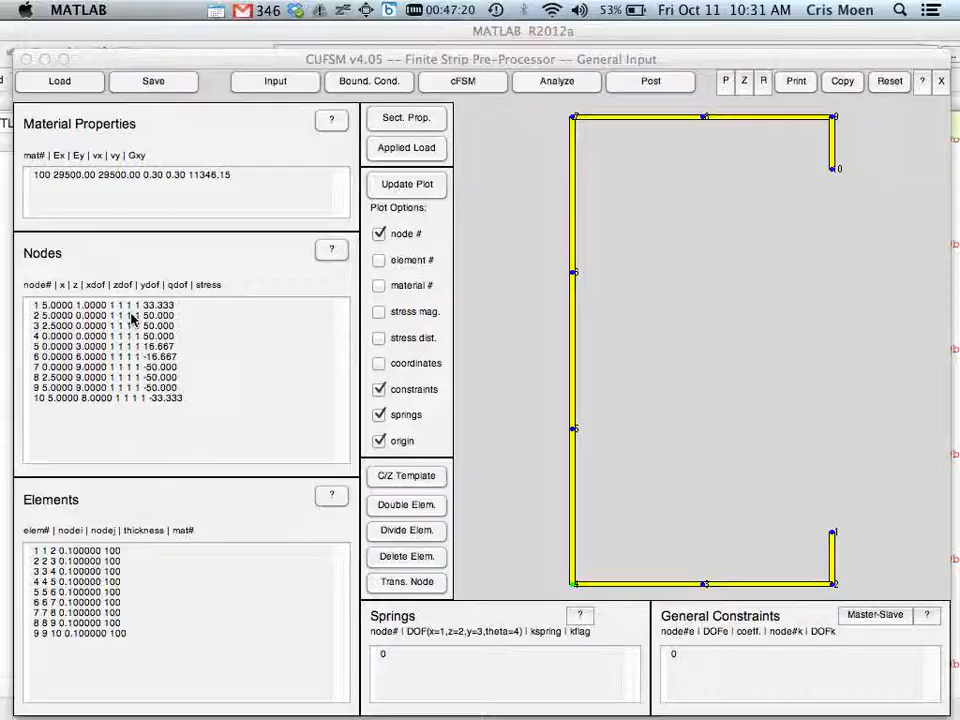 MATLAB 346 00:47:20 53% Fri Oct 11 10:31 AM Cris Moen
MATLAB R2012a
CUFSM v4.05 -- Finite Strip Pre-Processor -- General Input
Load Save Input Bound. Cond. cFSM Analyze Post P Z R Print Copy Reset ? X
Material Properties ?
mat# | Ex | Ey | vx | vy | Gxy
100 29500.00 29500.00 0.30 0.30 11346.15
Nodes ?
node# | x | z | xdof | zdof | ydof | qdof | stress
1 5.0000 1.0000 1 1 1 1 33.333
2 5.0000 0.0000 1 1 1 1 50.000
3 2.5000 0.0000 1 1 1 1 50.000
4 0.0000 0.0000 1 1 1 1 50.000
5 0.0000 3.0000 1 1 1 1 16.667
6 0.0000 6.0000 1 1 1 1 -16.667
7 0.0000 9.0000 1 1 1 1 -50.000
8 2.5000 9.0000 1 1 1 1 -50.000
9 5.0000 9.0000 1 1 1 1 -50.000
10 5.0000 8.0000 1 1 1 1 -33.333
Elements ?
elem# | nodei | nodej | thickness | mat#
1 1 2 0.100000 100
2 2 3 0.100000 100
3 3 4 0.100000 100
4 4 5 0.100000 100
5 5 6 0.100000 100
6 6 7 0.100000 100
7 7 8 0.100000 100
8 8 9 0.100000 100
9 9 10 0.100000 100
Sect. Prop.
Applied Load
Update Plot
Plot Options:
node #
element #
material #
stress mag.
stress dist.
coordinates
constraints
springs
origin
C/Z Template
Double Elem.
Divide Elem.
Delete Elem.
Trans. Node
7 8 9
10
6
5
1
3 2
Springs ?
node# | DOF(x=1,z=2,y=3,theta=4) | kspring | kflag
0
General Constraints Master-Slave ?
node#e | DOFe | coeff. | node#k | DOFk
0